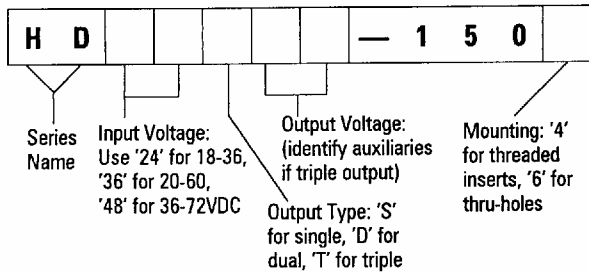 H D — 1 5 0
Series
Name
Input Voltage:
Use '24' for 18-36,
'36' for 20-60,
'48' for 36-72VDC
Output Type: 'S'
for single, 'D' for
dual, 'T' for triple
Output Voltage:
(identify auxiliaries
if triple output)
Mounting: '4'
for threaded
inserts, '6' for
thru-holes